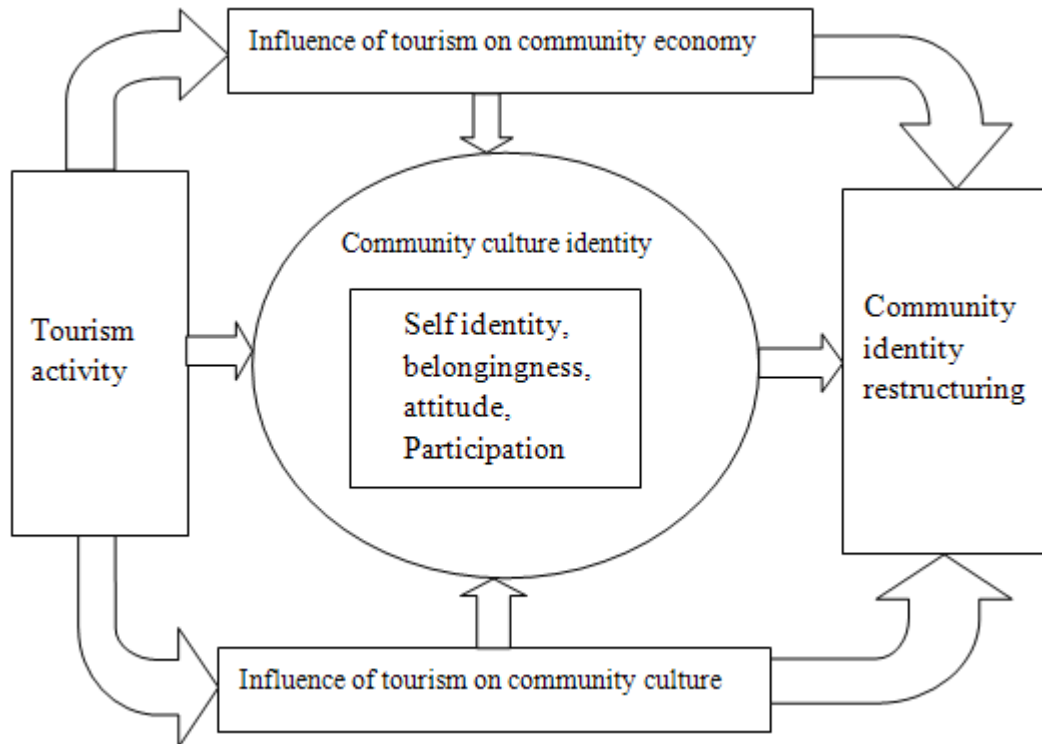 Influence of tourism on community economy
Community culture identity
Self identity,
belongingness,
attitude,
Participation
Tourism
activity
Community
identity
restructuring
Influence of tourism on community culture